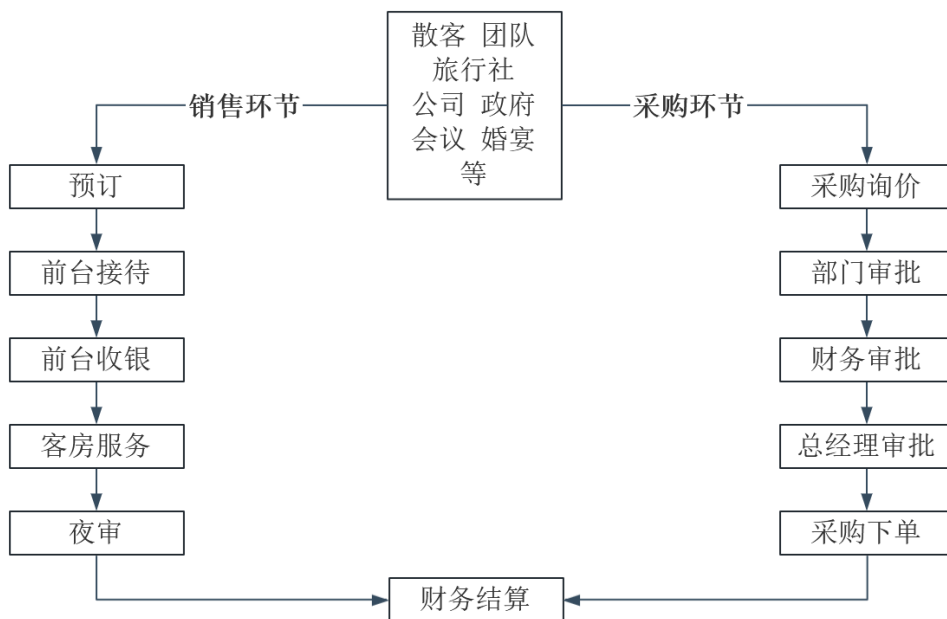 散客 团队
旅行社
公司 政府
会议 婚宴
等
销售环节
采购环节
预订
前台接待
前台收银
客房服务
夜审
采购询价
部门审批
财务审批
总经理审批
采购下单
财务结算